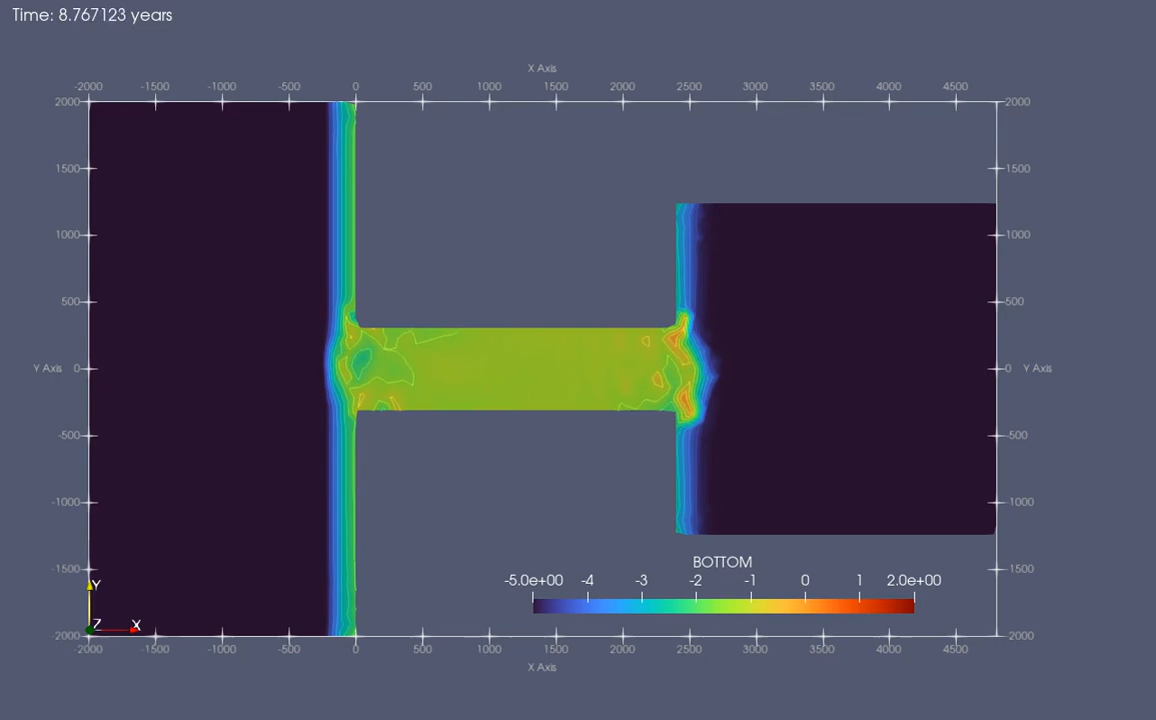 Time: 8.767123 years
X Axis
-2000 -1500 -1000 -500 0 500 1000 1500 2000 2500 3000 3500 4000 4500
2000 2000
1500 1500
1000 1000
500 500
Y Axis 0 0 Y Axis
-500 -500
-1000 -1000
BOTTOM
-1500 -1500
-5.0e+00 -4 -3 -2 -1 0 1 2.0e+00
Y
Z X
-2000 2000
-2000 -1500 -1000 -500 0 500 1000 1500 2000 2500 3000 3500 4000 4500
X Axis